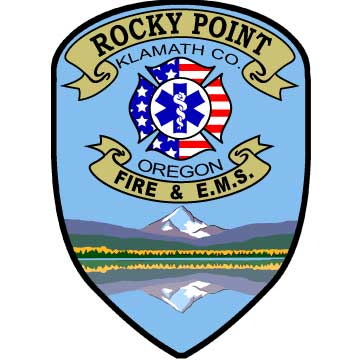 ROCKY POINT
KLAMATH CO.
OREGON
FIRE & E.M.S.